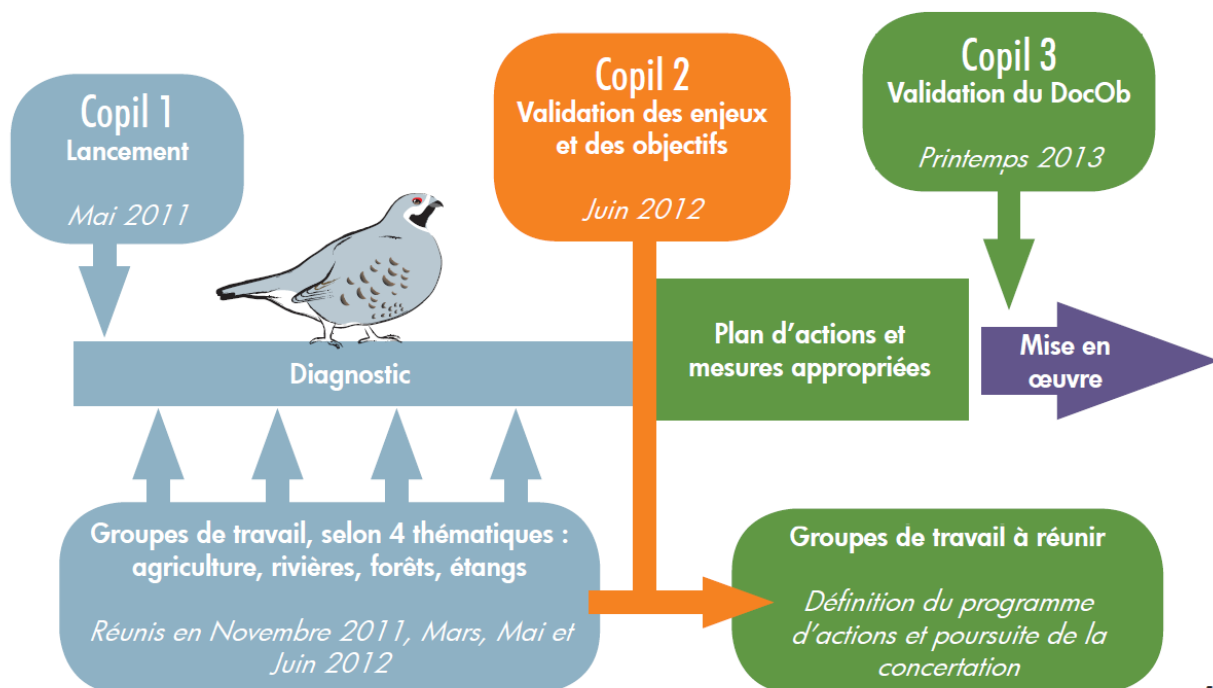 Copil 1
Lancement
Mai 2011
Copil 2
Validation des enjeux
et des objectifs
Juin 2012
Copil 3
Validation du DocOb
Printemps 2013
Diagnostic
Plan d'actions et
mesures appropriées
Mise en
œuvre
Groupes de travail, selon 4 thématiques :
agriculture, rivières, forêts, étangs
Réunis en Novembre 2011, Mars, Mai et
Juin 2012
Groupes de travail à réunir
Définition du programme
d'actions et poursuite de la
concertation